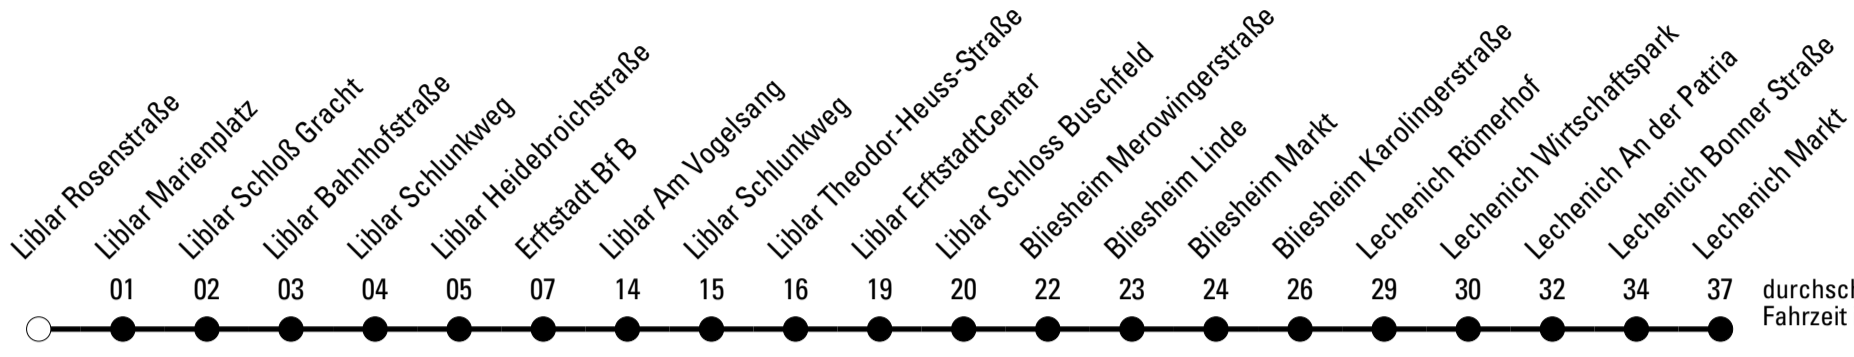 Liblar Rosenstraße
Liblar Marienplatz
Liblar Schloß Gracht
Liblar Bahnhofstraße
Liblar Schlunkweg
Liblar Heidebroichstraße
Erftstadt Bf B
Liblar Am Vogelsang
Liblar Schlunkweg
Liblar Theodor-Heuss-Straße
Liblar ErftstadtCenter
Liblar Schloss Buschfeld
Bliesheim Merowingerstraße
Bliesheim Linde
Bliesheim Markt
Bliesheim Karolingerstraße
Lechenich Römerhof
Lechenich Wirtschaftspark
Lechenich An der Patria
Lechenich Bonner Straße
Lechenich Markt
01 02 03 04 05 07 14 15 16 19 20 22 23 24 26 29 30 32 34 37 durchsch
Fahrzeit